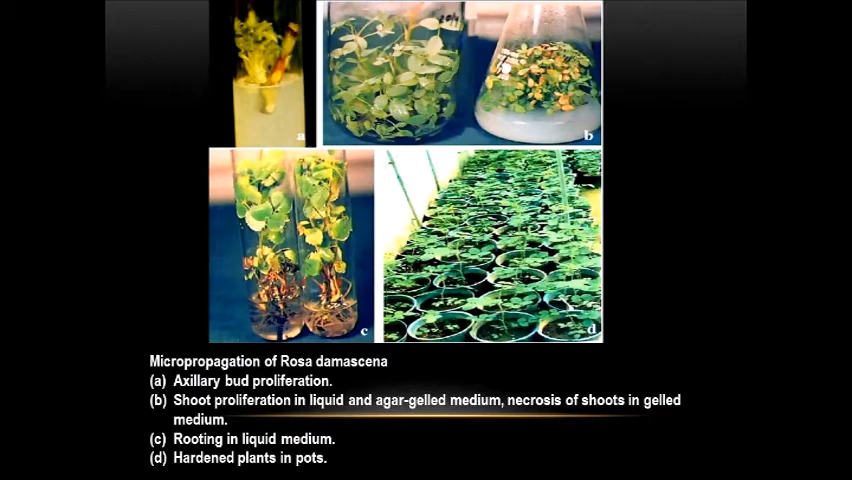 a
b
c
d
Micropropagation of Rosa damascena
(a) Axillary bud proliferation.
(b) Shoot proliferation in liquid and agar-gelled medium, necrosis of shoots in gelled
medium.
(c) Rooting in liquid medium.
(d) Hardened plants in pots.